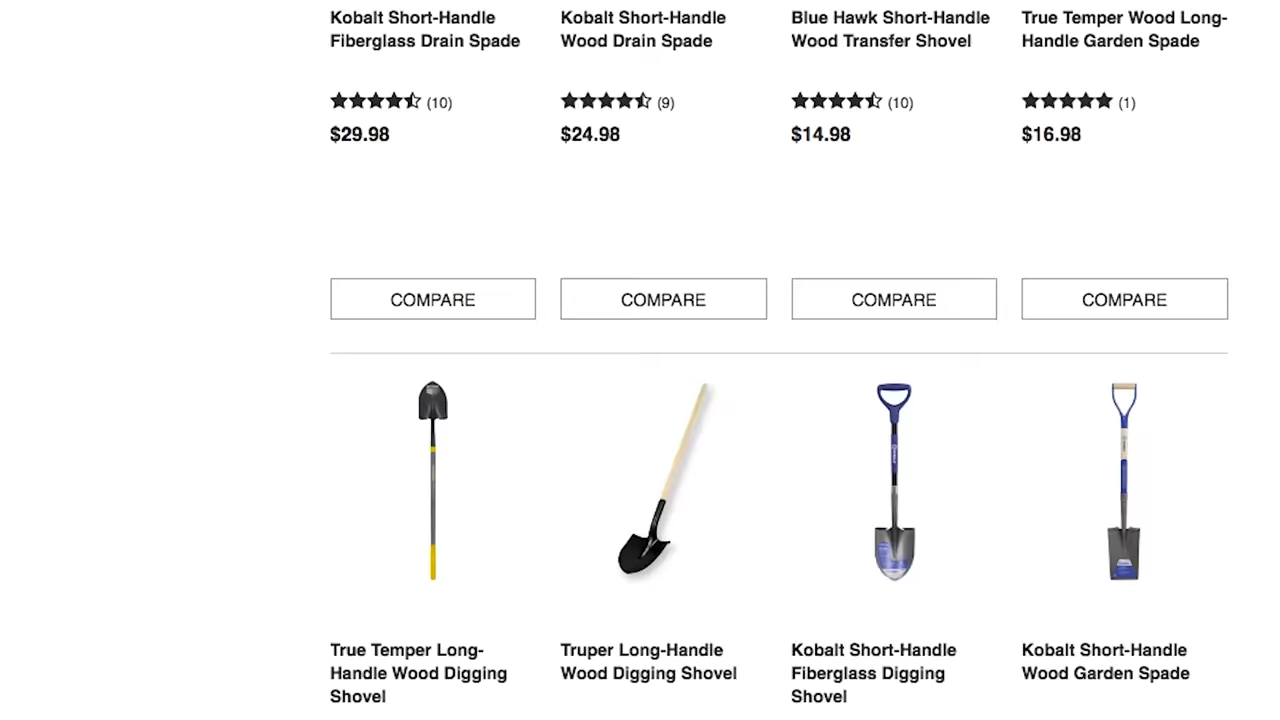 Kobalt Short-Handle
Fiberglass Drain Spade
(10)
$29.98
Kobalt Short-Handle
Wood Drain Spade
(9)
$24.98
Blue Hawk Short-Handle
Wood Transfer Shovel
(10)
$14.98
True Temper Wood Long-
Handle Garden Spade
(1)
$16.98
COMPARE
COMPARE
COMPARE
COMPARE
True Temper Long-
Handle Wood Digging
Shovel
Truper Long-Handle
Wood Digging Shovel
Kobalt Short-Handle
Fiberglass Digging
Shovel
Kobalt Short-Handle
Wood Garden Spade